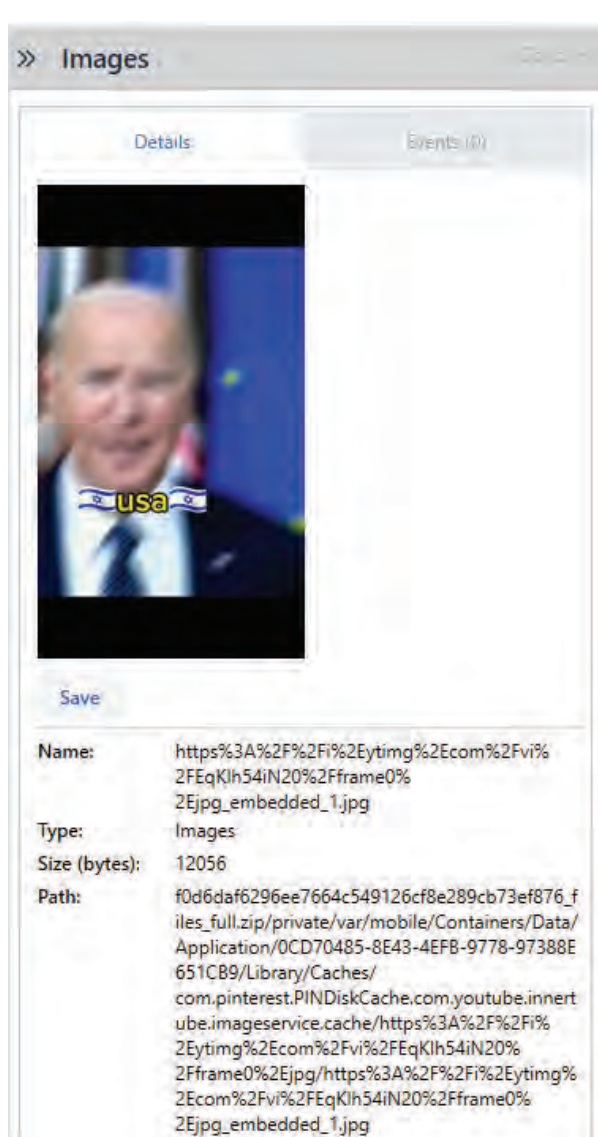 Images
Details
Events (0)
usa
Save
Name: https%3A%2F%2Fi%2Eytimg%2Ecom%2Fvi%
2FEqKlh54iN20%2Fframe0%
2Ejpg_embedded_1.jpg
Type: Images
Size (bytes): 12056
Path: f0d6daf6296ee7664c549126cf8e289cb73ef876_f
iles_full.zip/private/var/mobile/Containers/Data/
Application/0CD70485-8E43-4EFB-9778-97388E
651CB9/Library/Caches/
com.pinterest.PINDiskCache.com.youtube.innert
ube.imageservice.cache/https%3A%2F%2Fi%
2Eytimg%2Ecom%2Fvi%2FEqKlh54iN20%
2Fframe0%2Ejpg/https%3A%2F%2Fi%2Eytimg%
2Ecom%2Fvi%2FEqKlh54iN20%2Fframe0%
2Ejpg_embedded_1.jpg